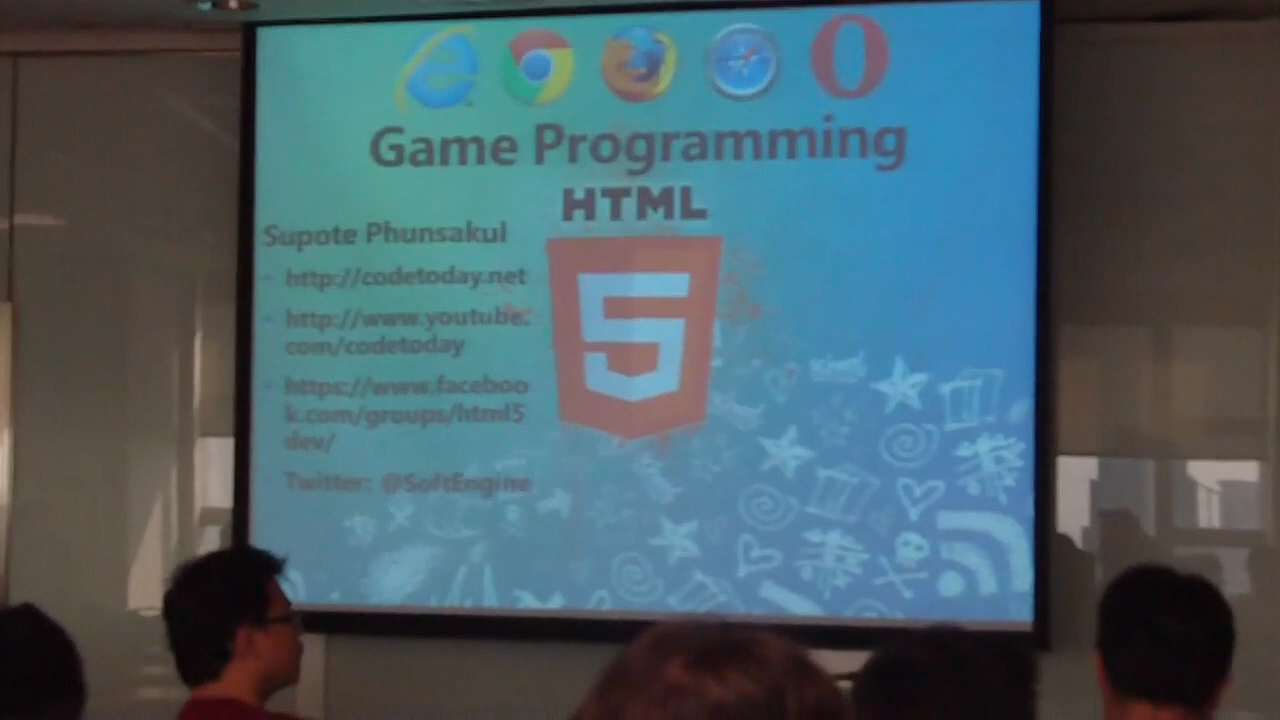 Game Programming
HTML
5
Supote Phunsakul
http://codetoday.net
http://www.youtube.
com/codetoday
https://www.faceboo
k.com/groups/html5
dev/
Twitter: @SoftEngine